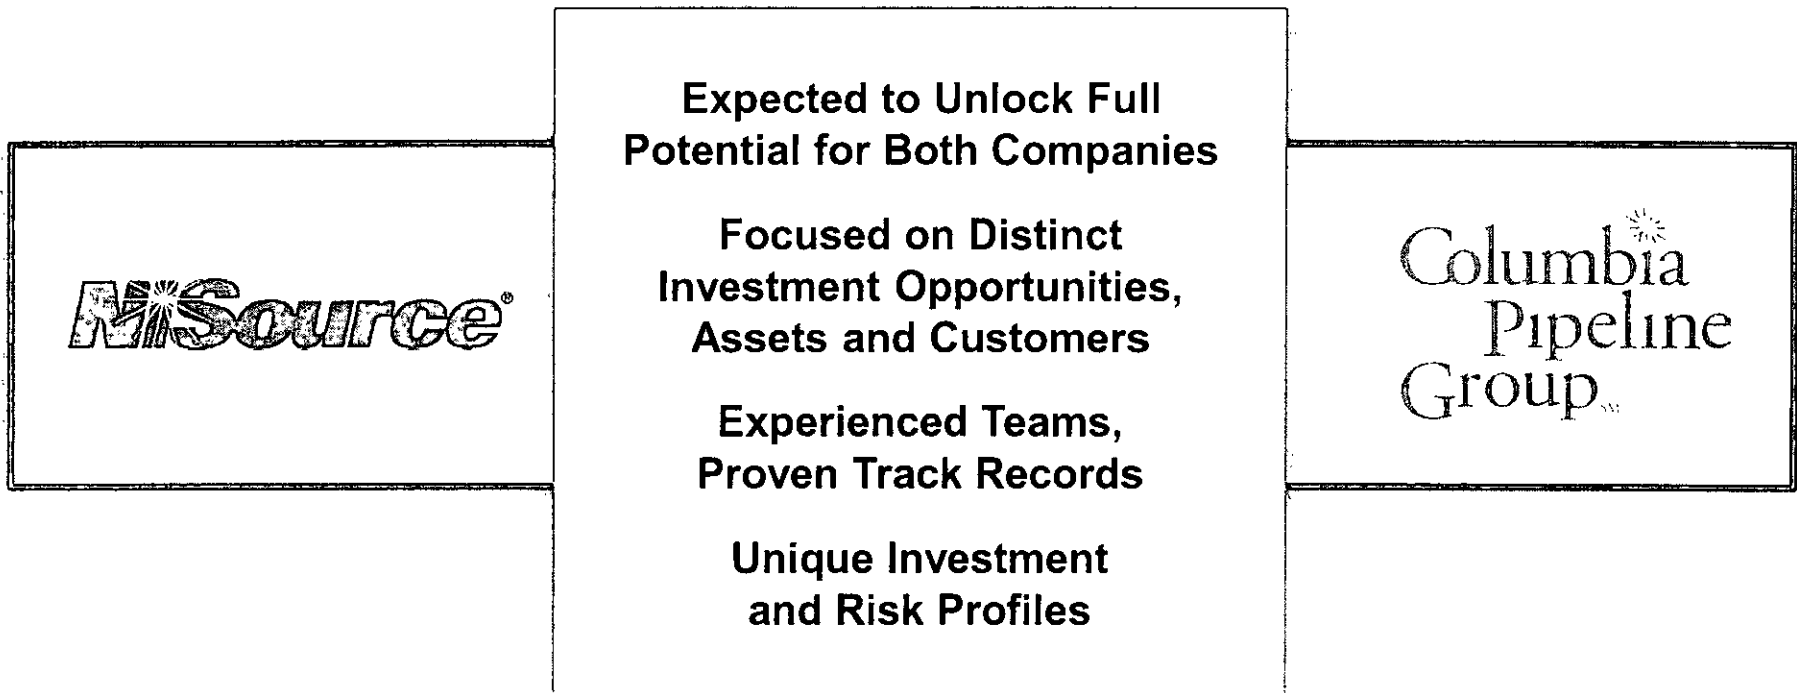 Expected to Unlock Full
Potential for Both Companies
Focused on Distinct
Investment Opportunities,
Assets and Customers
Experienced Teams,
Proven Track Records
Unique Investment
and Risk Profiles
NiSource®
Columbia
Pipeline
Group℠